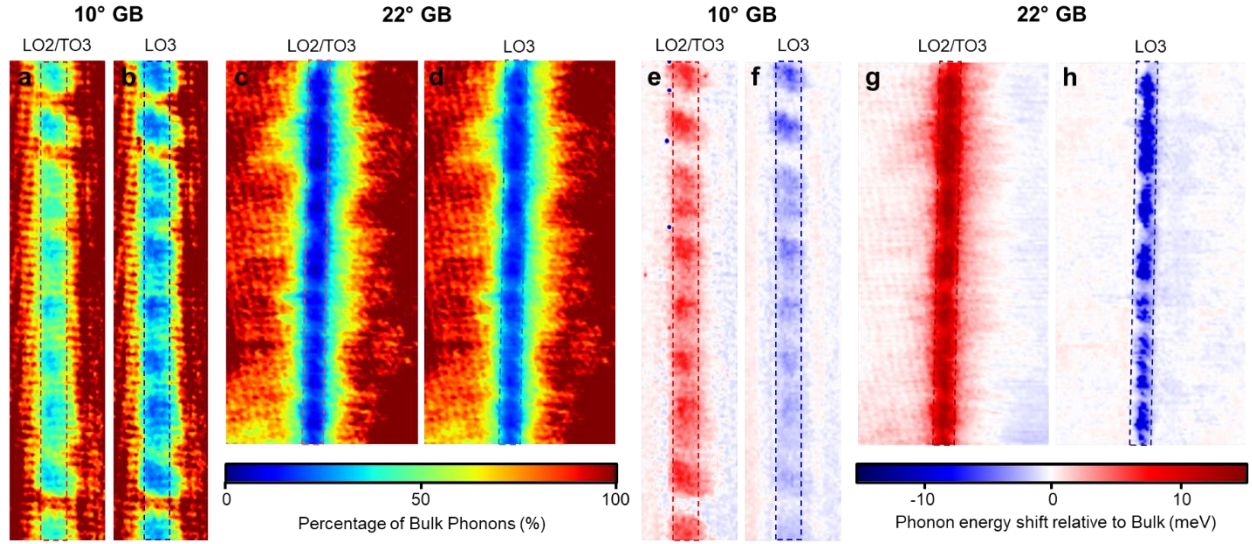 10° GB 22° GB 10° GB 22° GB
LO2/TO3 LO3 LO2/TO3 LO3 LO2/TO3 LO3 LO2/TO3 LO3
a b c d e f g h
0 50 100
Percentage of Bulk Phonons (%)
-10 0 10
Phonon energy shift relative to Bulk (meV)